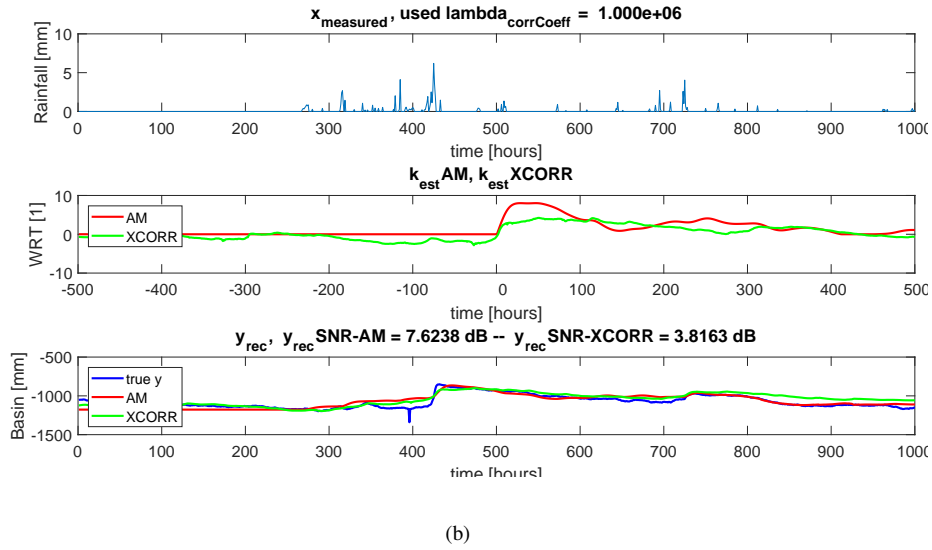 x_measured, used lambda_corrCoeff = 1.000e+06
Rainfall [mm]
10
5
0
0 100 200 300 400 500 600 700 800 900 1000
time [hours]
k_est AM, k_est XCORR
WRT [1]
10
0
-10
AM
XCORR
-500 -400 -300 -200 -100 0 100 200 300 400 500
time [hours]
y_rec, y_rec SNR-AM = 7.6238 dB -- y_rec SNR-XCORR = 3.8163 dB
Basin [mm]
-500
-1000
-1500
true y
AM
XCORR
0 100 200 300 400 500 600 700 800 900 1000
time [hours]
(b)